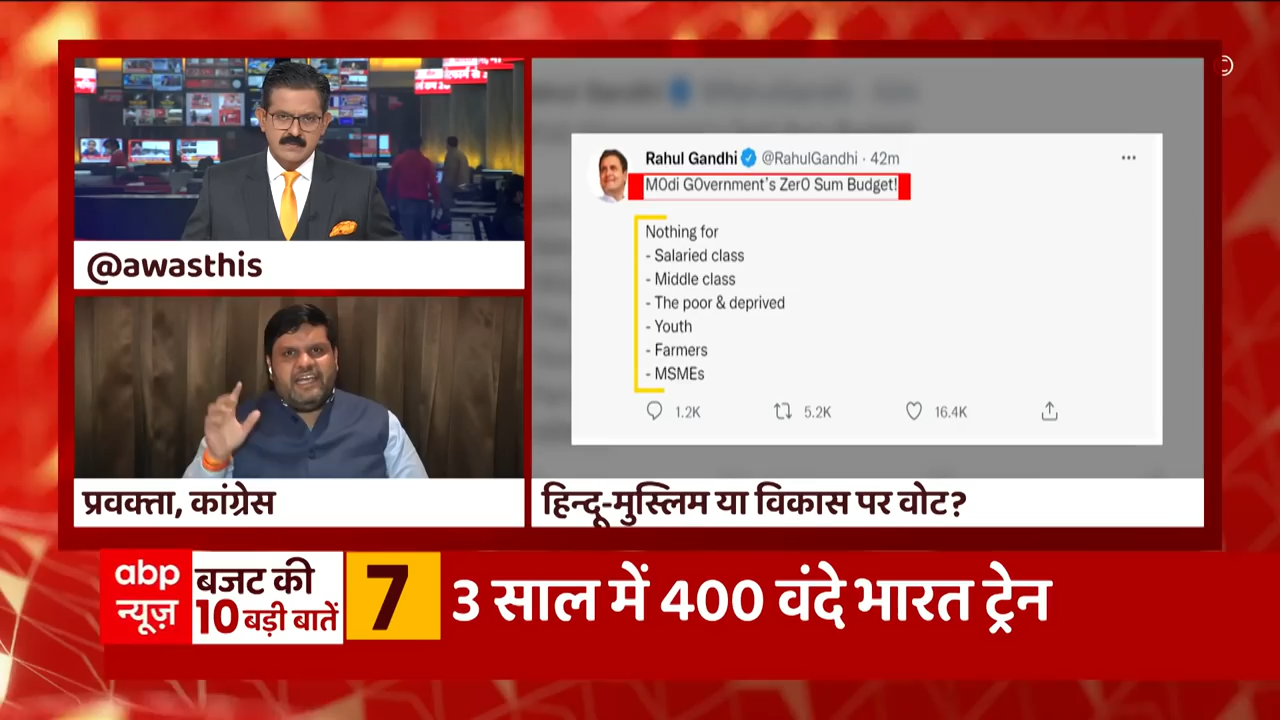 @awasthis
प्रवक्ता, कांग्रेस
Rahul Gandhi @RahulGandhi · 42m
MOdi GOvernment's Zer0 Sum Budget!
Nothing for
- Salaried class
- Middle class
- The poor & deprived
- Youth
- Farmers
- MSMEs
1.2K 5.2K 16.4K
हिन्दू-मुस्लिम या विकास पर वोट?
abp न्यूज़
बजट की
10 बड़ी बातें
7
3 साल में 400 वंदे भारत ट्रेन